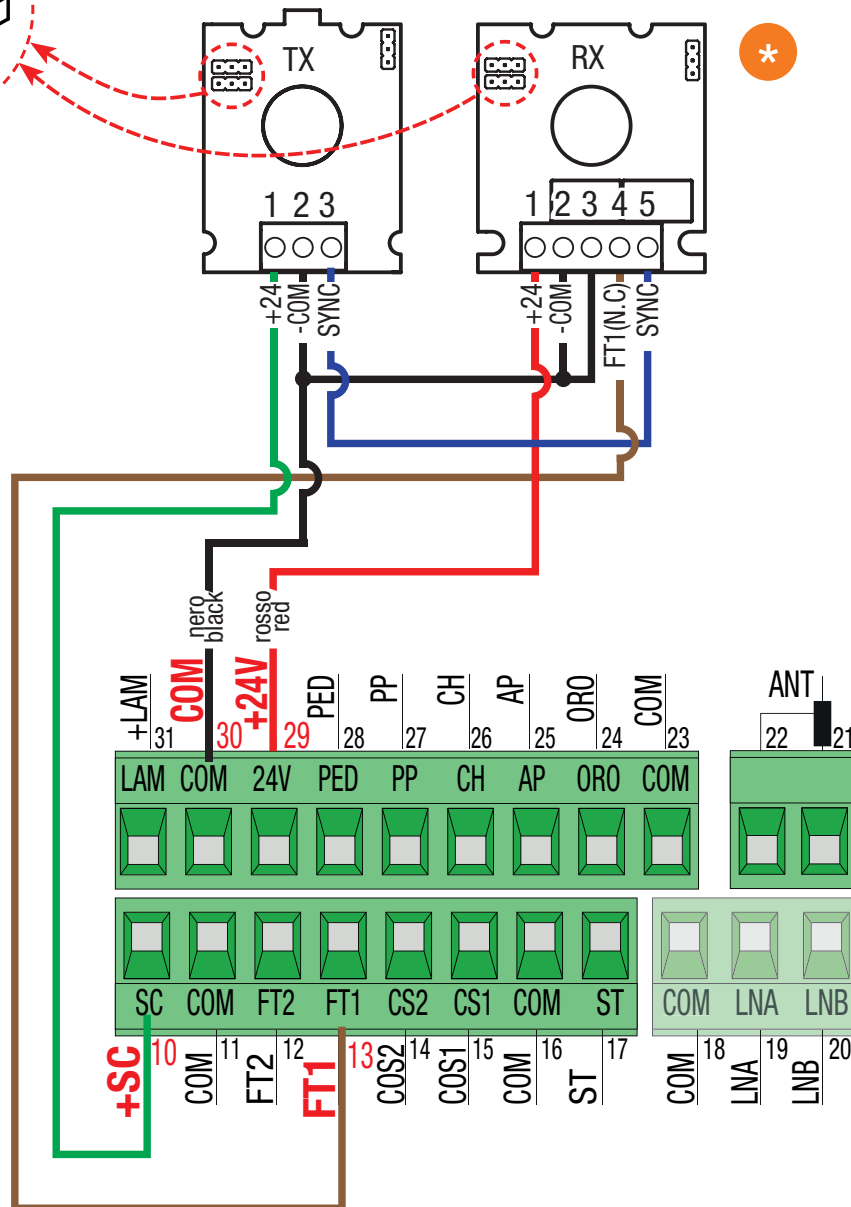 TX RX *
1 2 3 1 2 3 4 5
+24 -COM SYNC +24 -COM FT1(N.C) SYNC
nero
black
rosso
red
+LAM COM +24V PED PP CH AP ORO COM ANT
31 30 29 28 27 26 25 24 23 22 21
LAM COM 24V PED PP CH AP ORO COM
SC COM FT2 FT1 CS2 CS1 COM ST COM LNA LNB
10 11 12 13 14 15 16 17 18 19 20
+SC COM FT2 FT1 COS2 COS1 COM ST COM LNA LNB